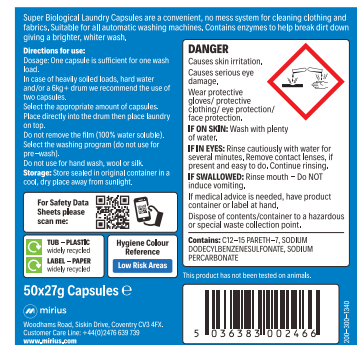 Super Biological Laundry Capsules are a convenient, no mess system for cleaning clothing and
fabrics. Suitable for all automatic washing machines. Contains enzymes to help break dirt down
giving a brighter, whiter wash.
Directions for use:
Dosage: One capsule is sufficient for one wash
load.
In case of heavily soiled loads, hard water
and/or a 6kg+ drum we recommend the use of
two capsules.
Select the appropriate amount of capsules.
Place directly into the drum then place laundry
on top.
Do not remove the film (100% water soluble).
Select the washing program (do not use for
pre-wash).
Do not use for hand wash, wool or silk.
Storage: Store sealed in original container in a
cool, dry place away from sunlight.
For Safety Data
Sheets please
scan me:
TUB - PLASTIC
widely recycled
LABEL - PAPER
widely recycled
Hygiene Colour
Reference
Low Risk Areas
50x27g Capsules e
mirius
Woodhams Road, Siskin Drive, Coventry CV3 4FX.
Customer Care Line: +44(0)2476 639 739
www.mirius.com
DANGER
Causes skin irritation.
Causes serious eye
damage.
Wear protective
gloves/ protective
clothing/ eye protection/
face protection.
IF ON SKIN: Wash with plenty
of water.
IF IN EYES: Rinse cautiously with water for
several minutes. Remove contact lenses, if
present and easy to do. Continue rinsing.
IF SWALLOWED: Rinse mouth - Do NOT
induce vomiting.
If medical advice is needed, have product
container or label at hand.
Dispose of contents/container to a hazardous
or special waste collection point.
Contains: C12-15 PARETH-7, SODIUM
DODECYLBENZENESULFONATE, SODIUM
PERCARBONATE
This product has not been tested on animals.
5 036383 002466
200-300-1340